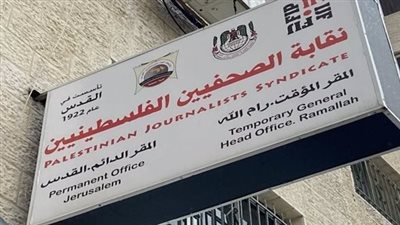 تأسست في
القدس
عام 1922
نقابة الصحفيين الفلسطينيين
PALESTINIAN JOURNALISTS SYNDICATE
المقر المؤقت. رام الله
Temporary General
Head Office. Ramallah
المقر الدائم. القدس
Permanent Office
Jerusalem